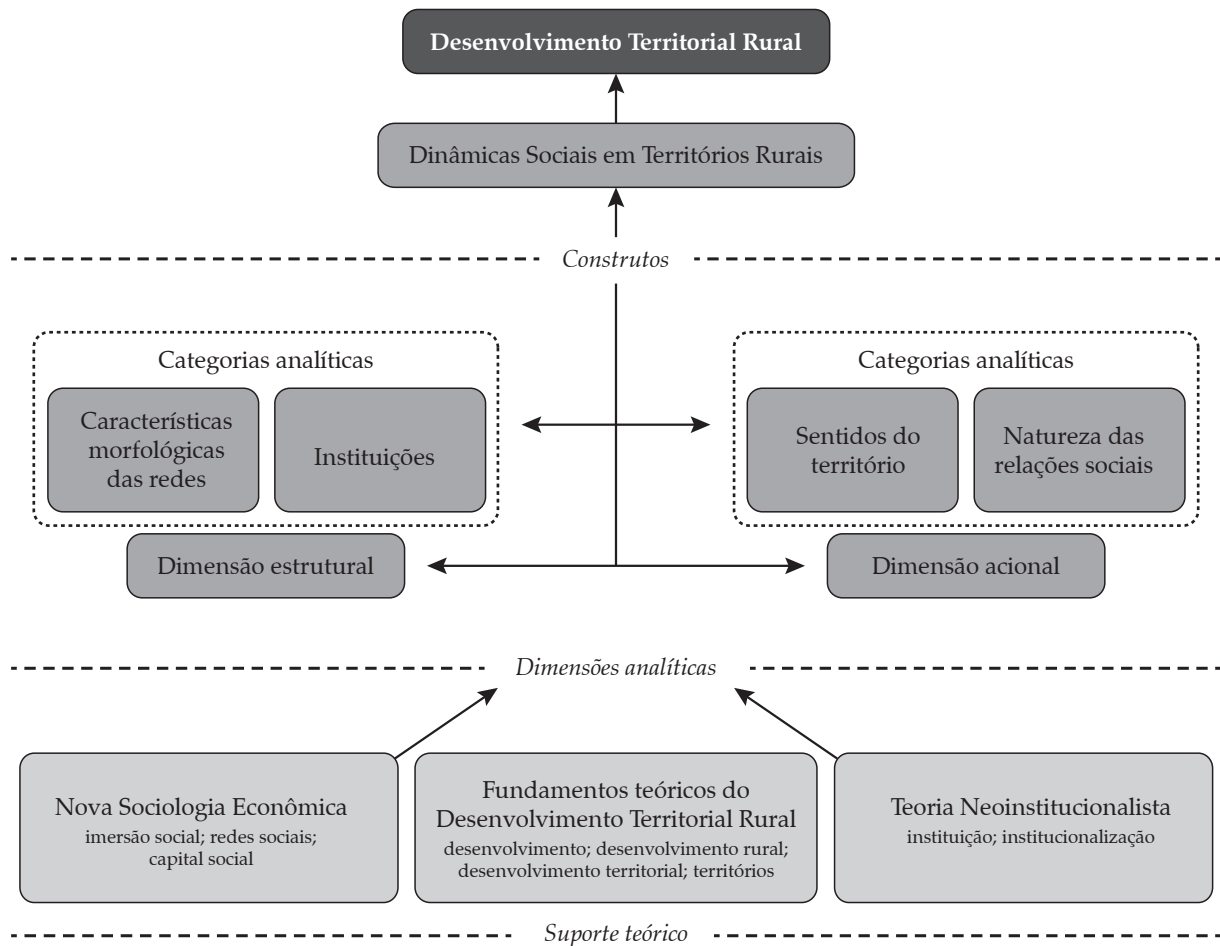 Desenvolvimento Territorial Rural
Dinâmicas Sociais em Territórios Rurais
Construtos
Categorias analíticas
Características
morfológicas
das redes
Instituições
Categorias analíticas
Sentidos do
território
Natureza das
relações sociais
Dimensão estrutural
Dimensão acional
Dimensões analíticas
Nova Sociologia Econômica
imersão social; redes sociais;
capital social
Fundamentos teóricos do
Desenvolvimento Territorial Rural
desenvolvimento; desenvolvimento rural;
desenvolvimento territorial; territórios
Teoria Neoinstitucionalista
instituição; institucionalização
Suporte teórico